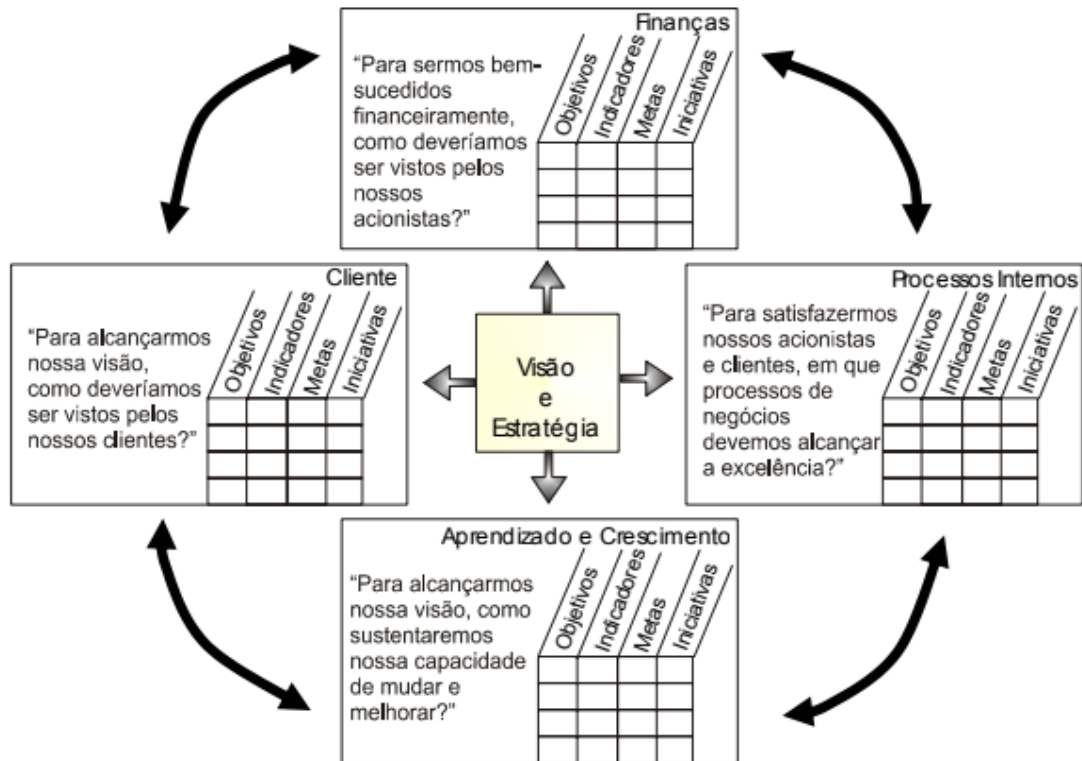 Finanças
“Para sermos bem-
sucedidos
financeiramente,
como deveríamos
ser vistos pelos
nossos
acionistas?”
Objetivos
Indicadores
Metas
Iniciativas
Cliente
“Para alcançarmos
nossa visão,
como deveríamos
ser vistos pelos
nossos clientes?”
Objetivos
Indicadores
Metas
Iniciativas
Visão
e
Estratégia
Processos Internos
“Para satisfazermos
nossos acionistas
e clientes, em que
processos de
negócios
devemos alcançar
a excelência?”
Objetivos
Indicadores
Metas
Iniciativas
Aprendizado e Crescimento
“Para alcançarmos
nossa visão, como
sustentaremos
nossa capacidade
de mudar e
melhorar?”
Objetivos
Indicadores
Metas
Iniciativas